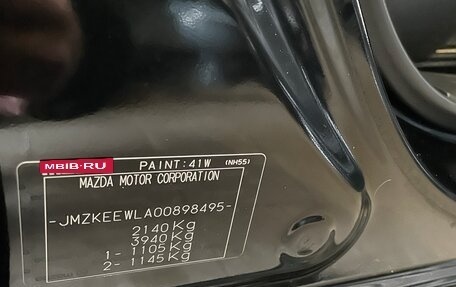 MBIB·RU PAINT:41W (NH55)
MAZDA MOTOR CORPORATION
-JMZKEEWLA00898495-
2140Kg
3940Kg
1- 1105Kg
2- 1145Kg